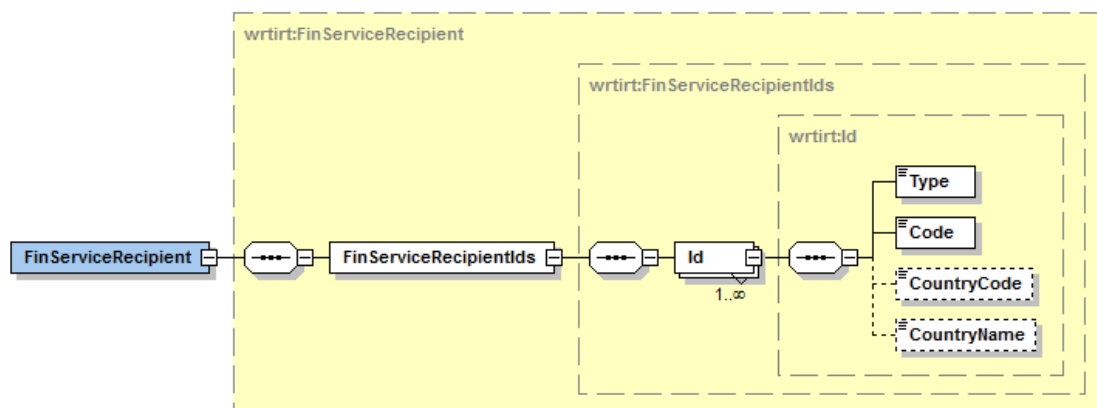 wrtirt:FinServiceRecipient
wrtirt:FinServiceRecipientIds
wrtirt:Id
Type
Code
FinServiceRecipient
FinServiceRecipientIds
Id
1..∞
CountryCode
CountryName